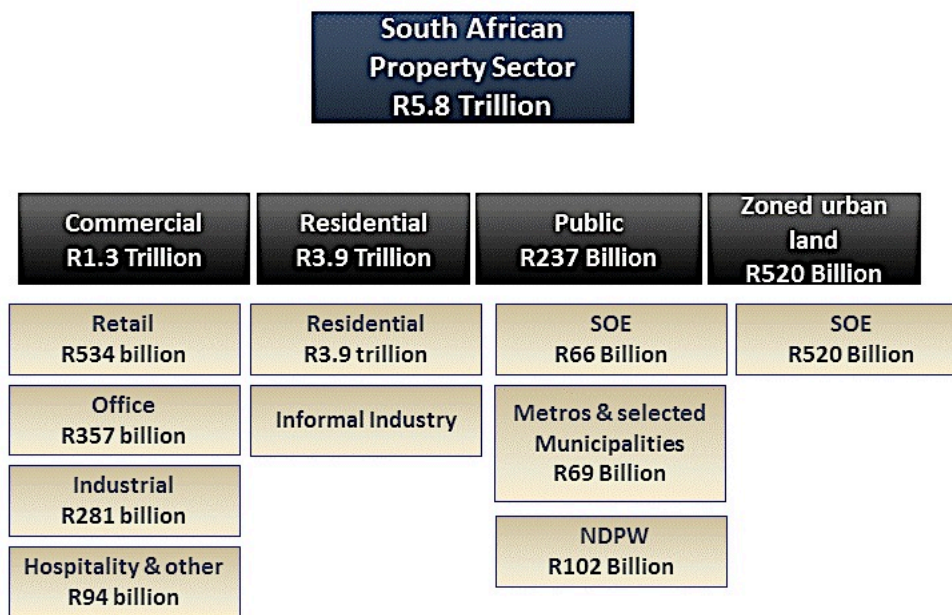 South African
Property Sector
R5.8 Trillion
Commercial
R1.3 Trillion
Residential
R3.9 Trillion
Public
R237 Billion
Zoned urban
land
R520 Billion
Retail
R534 billion
Office
R357 billion
Industrial
R281 billion
Hospitality & other
R94 billion
Residential
R3.9 trillion
Informal Industry
SOE
R66 Billion
Metros & selected
Municipalities
R69 Billion
NDPW
R102 Billion
SOE
R520 Billion